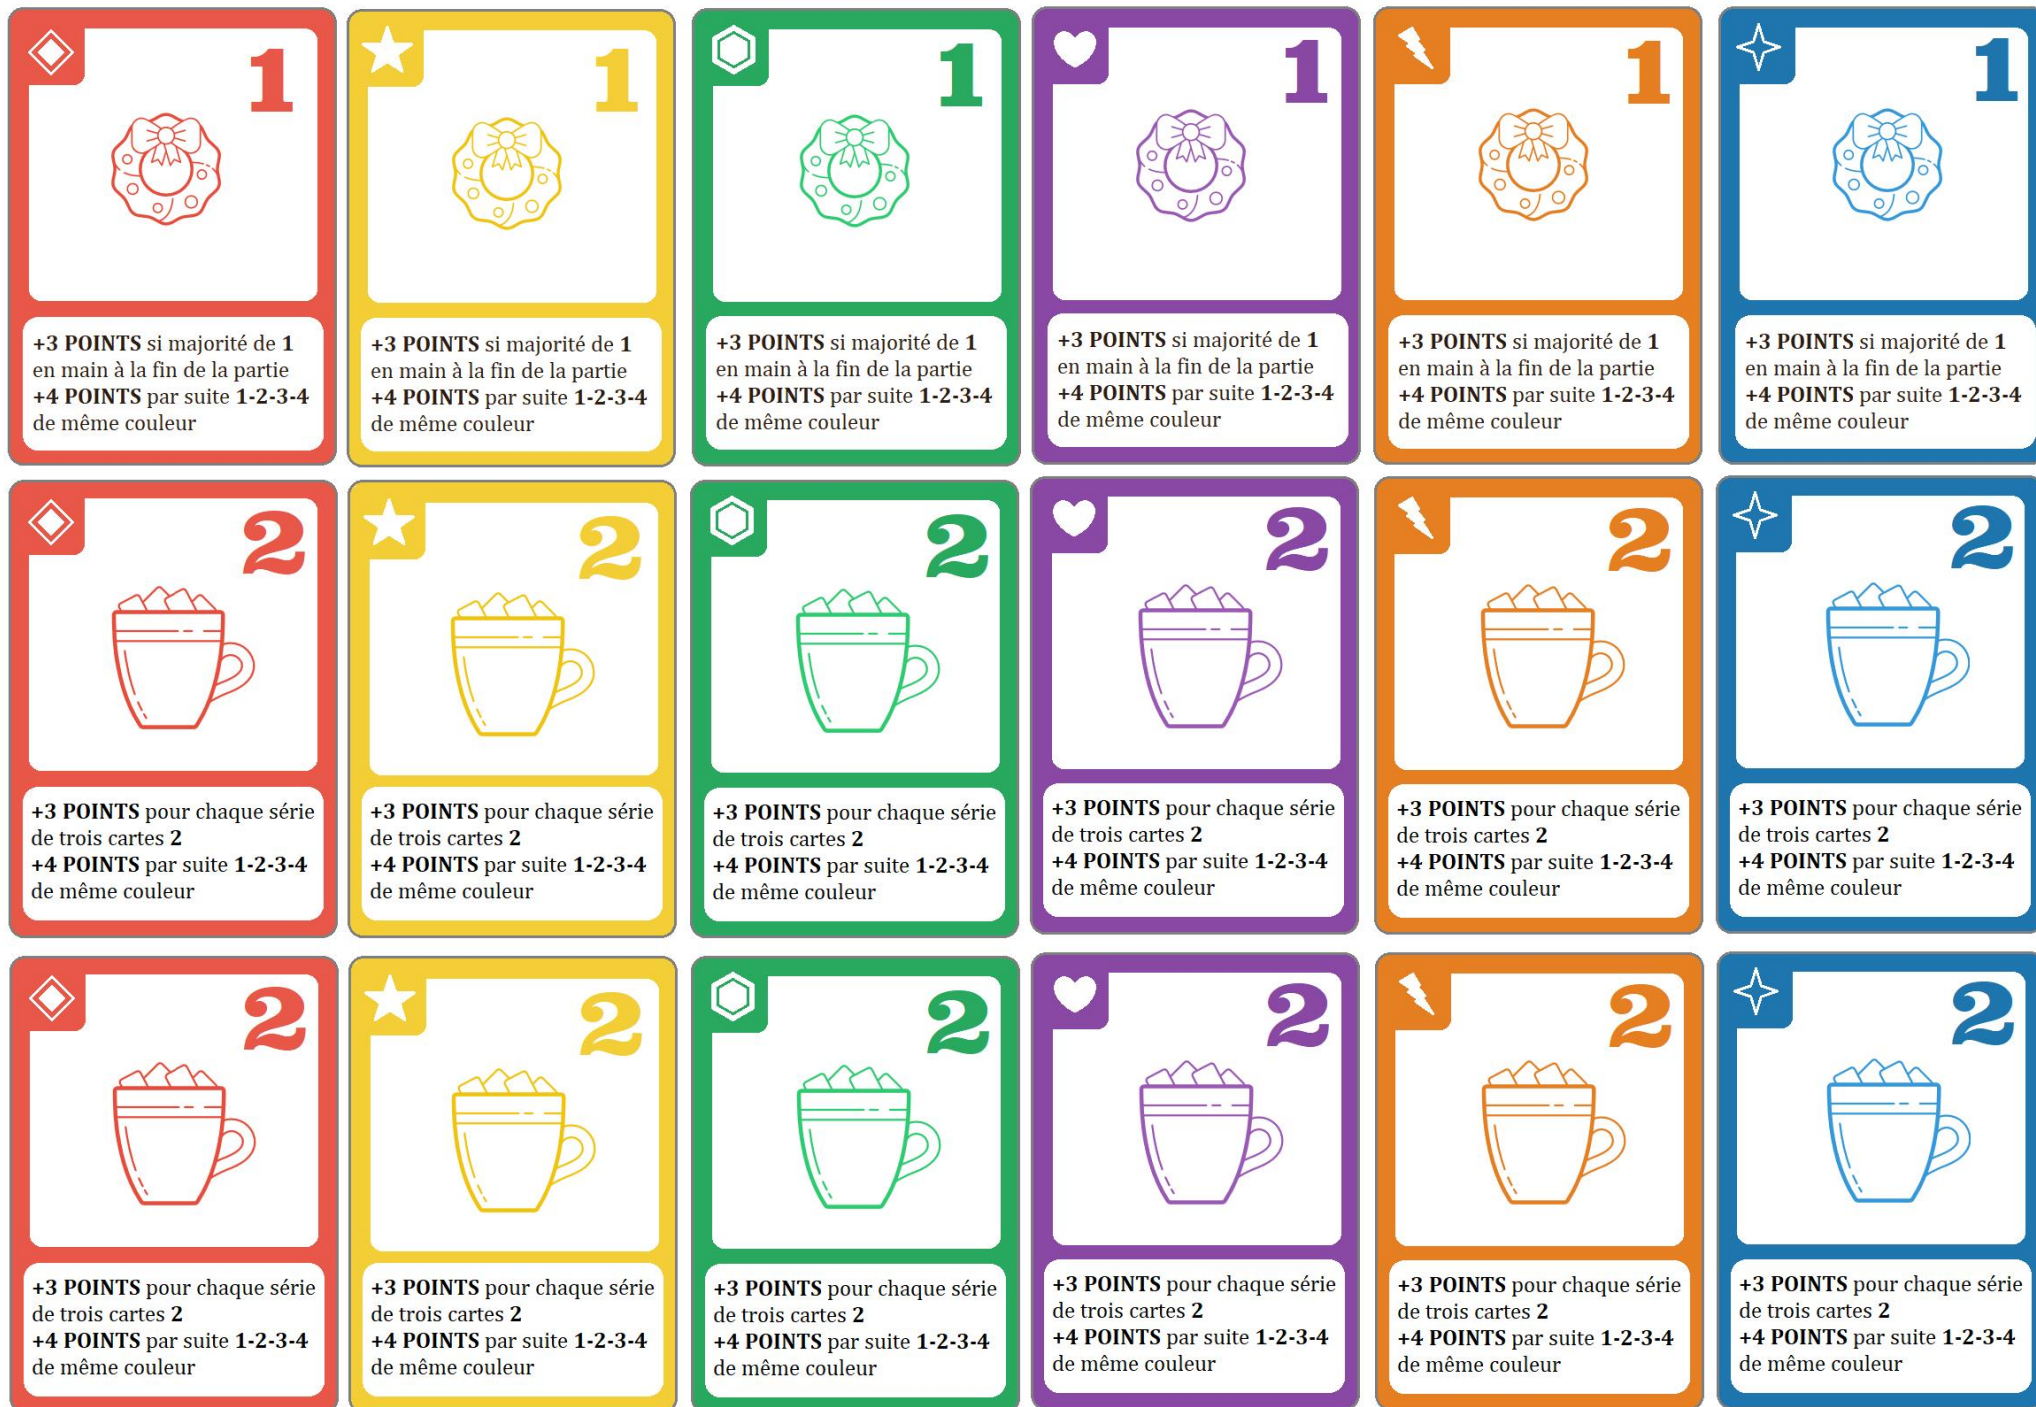 1
+3 POINTS si majorité de 1
en main à la fin de la partie
+4 POINTS par suite 1-2-3-4
de même couleur
1
+3 POINTS si majorité de 1
en main à la fin de la partie
+4 POINTS par suite 1-2-3-4
de même couleur
1
+3 POINTS si majorité de 1
en main à la fin de la partie
+4 POINTS par suite 1-2-3-4
de même couleur
1
+3 POINTS si majorité de 1
en main à la fin de la partie
+4 POINTS par suite 1-2-3-4
de même couleur
1
+3 POINTS si majorité de 1
en main à la fin de la partie
+4 POINTS par suite 1-2-3-4
de même couleur
1
+3 POINTS si majorité de 1
en main à la fin de la partie
+4 POINTS par suite 1-2-3-4
de même couleur
2
+3 POINTS pour chaque série
de trois cartes 2
+4 POINTS par suite 1-2-3-4
de même couleur
2
+3 POINTS pour chaque série
de trois cartes 2
+4 POINTS par suite 1-2-3-4
de même couleur
2
+3 POINTS pour chaque série
de trois cartes 2
+4 POINTS par suite 1-2-3-4
de même couleur
2
+3 POINTS pour chaque série
de trois cartes 2
+4 POINTS par suite 1-2-3-4
de même couleur
2
+3 POINTS pour chaque série
de trois cartes 2
+4 POINTS par suite 1-2-3-4
de même couleur
2
+3 POINTS pour chaque série
de trois cartes 2
+4 POINTS par suite 1-2-3-4
de même couleur
2
+3 POINTS pour chaque série
de trois cartes 2
+4 POINTS par suite 1-2-3-4
de même couleur
2
+3 POINTS pour chaque série
de trois cartes 2
+4 POINTS par suite 1-2-3-4
de même couleur
2
+3 POINTS pour chaque série
de trois cartes 2
+4 POINTS par suite 1-2-3-4
de même couleur
2
+3 POINTS pour chaque série
de trois cartes 2
+4 POINTS par suite 1-2-3-4
de même couleur
2
+3 POINTS pour chaque série
de trois cartes 2
+4 POINTS par suite 1-2-3-4
de même couleur
2
+3 POINTS pour chaque série
de trois cartes 2
+4 POINTS par suite 1-2-3-4
de même couleur